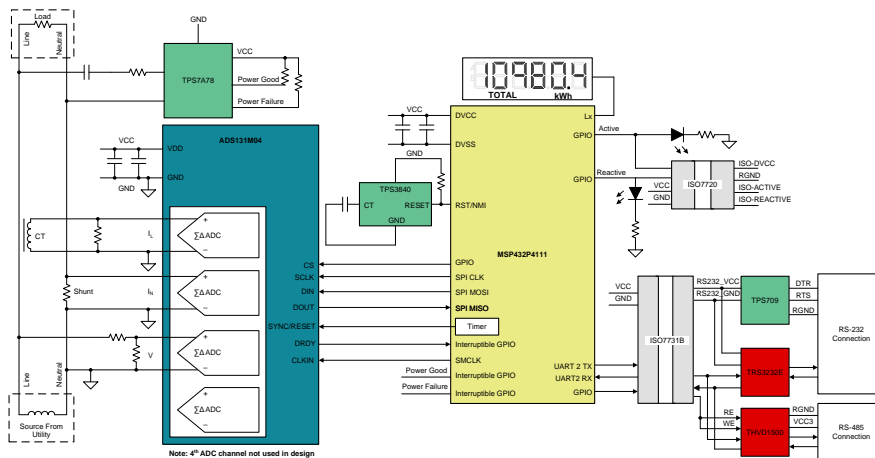 Load
Line
Neutral
GND
TPS7A78
VCC
Power Good
Power Failure
10980.4
TOTAL
kWh
ADS131M04
VCC
VDD
GND
GND
VCC
DVCC
DVSS
Lx
GPIO
Active
GPIO
Reactive
ISO7720
VCC
GND
ISO-DVCC
RGND
ISO-ACTIVE
ISO-REACTIVE
GND
TPS3840
CT
RESET
GND
RST/NMI
MSP432P4111
CT
IL
+
ΣΔ ADC
–
Shunt
IN
+
ΣΔ ADC
–
V
+
ΣΔ ADC
–
+
ΣΔ ADC
–
CS
SCLK
DIN
DOUT
SYNC/RESET
DRDY
CLKIN
GPIO
SPI CLK
SPI MOSI
SPI MISO
Timer
Interruptible GPIO
SMCLK
Power Good
Interruptible GPIO
Power Failure
Interruptible GPIO
UART 2 TX
UART2 RX
GPIO
VCC
GND
ISO7731B
RS232_VCC
RS232_GND
TPS709
DTR
RTS
RGND
RS-232
Connection
TRS3233E
RE
WE
THVD1500
RGND
VCC3
RS-485
Connection
Line
Neutral
Source From
Utility
Note: 4th ADC channel not used in design